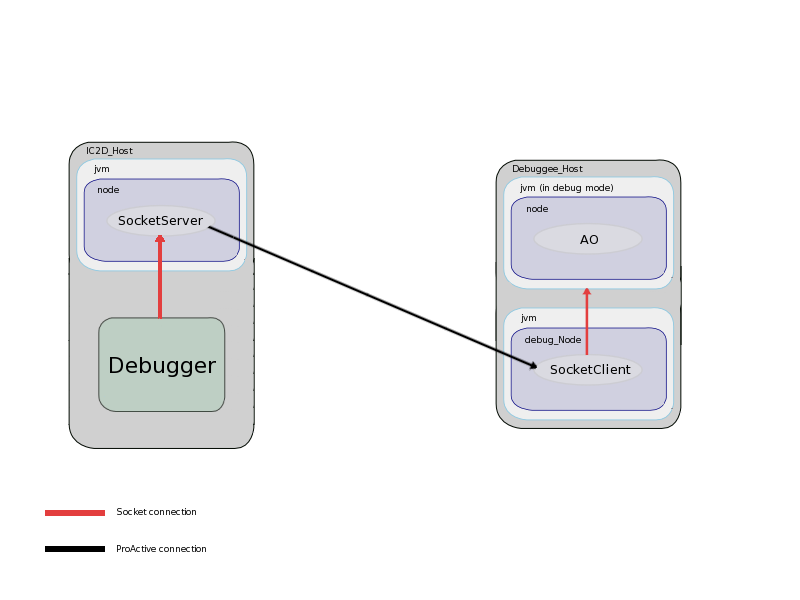 IC2D_Host
jvm
node
SocketServer
Debugger
Debuggee_Host
jvm (in debug mode)
node
AO
jvm
debug_Node
SocketClient
Socket connection
ProActive connection